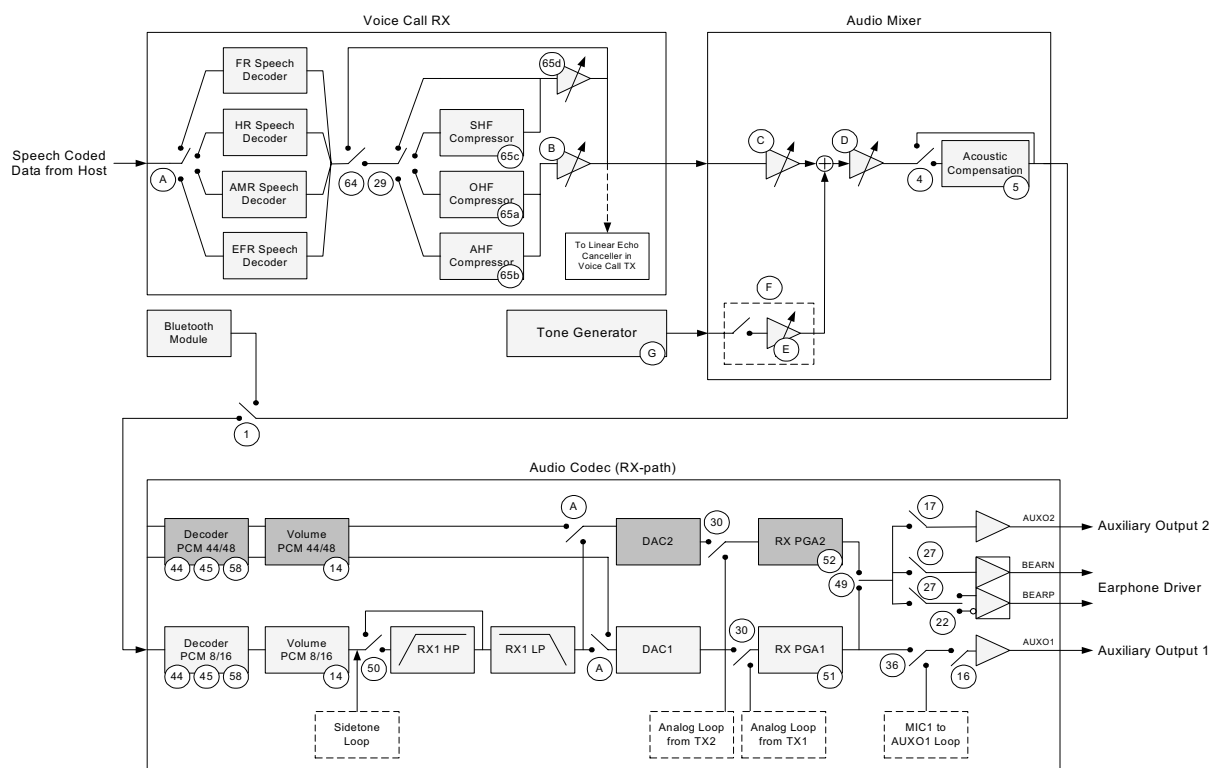 Voice Call RX
Audio Mixer
FR Speech
Decoder
HR Speech
Decoder
AMR Speech
Decoder
EFR Speech
Decoder
Speech Coded
Data from Host
A
64
29
SHF
Compressor
65c
OHF
Compressor
65a
AHF
Compressor
65b
65d
B
To Linear Echo
Canceller in
Voice Call TX
C
D
4
Acoustic
Compensation
5
F
E
Tone Generator
G
Bluetooth
Module
1
Audio Codec (RX-path)
Decoder
PCM 44/48
44
45
58
Volume
PCM 44/48
14
A
DAC2
30
RX PGA2
52
49
17
AUXO2
Auxiliary Output 2
27
BEARN
27
BEARP
22
Earphone Driver
Decoder
PCM 8/16
44
45
58
Volume
PCM 8/16
14
50
RX1 HP
RX1 LP
A
DAC1
30
RX PGA1
51
36
16
AUXO1
Auxiliary Output 1
Sidetone
Loop
Analog Loop
from TX2
Analog Loop
from TX1
MIC1 to
AUXO1 Loop